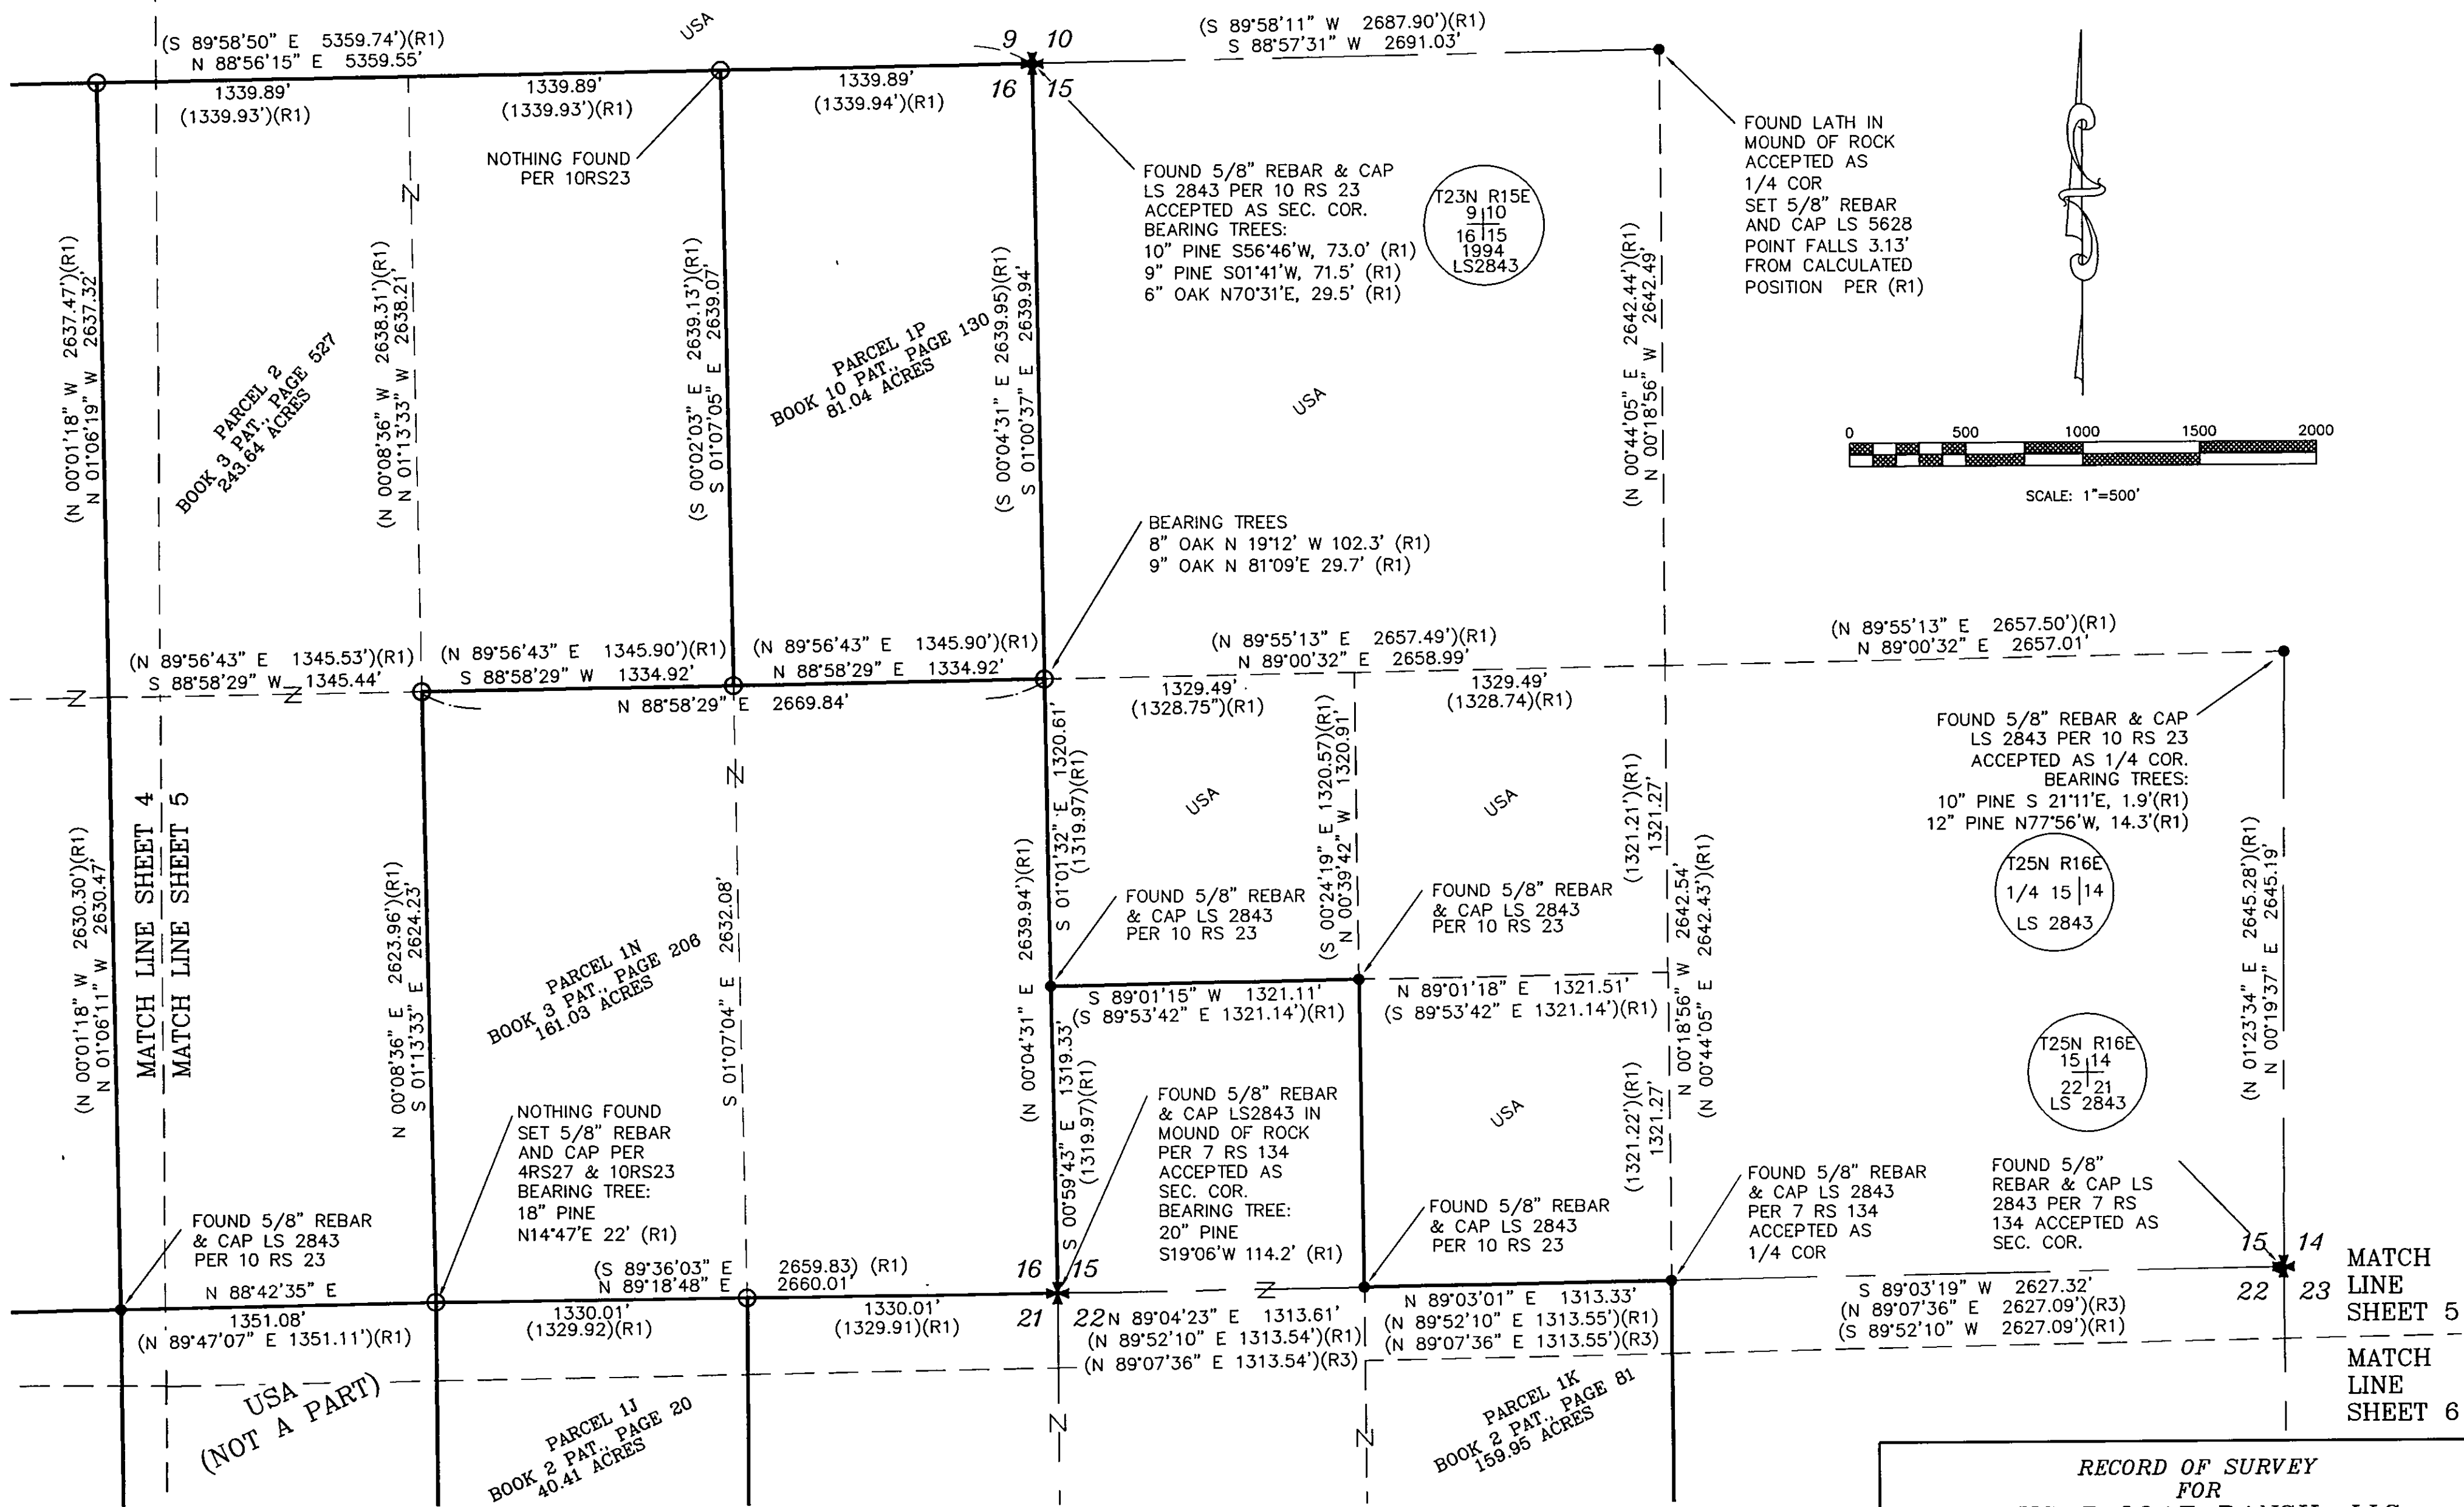 (S 89°58'50" E 5359.74')(R1)
N 88°56'15" E 5359.55'
USA
9 10
16 15
(S 89°58'11" W 2687.90')(R1)
S 88°57'31" W 2691.03'
1339.89'
(1339.93')(R1)
1339.89'
(1339.93')(R1)
1339.89'
(1339.94')(R1)
NOTHING FOUND
PER 10RS23
FOUND 5/8" REBAR & CAP
LS 2843 PER 10 RS 23
ACCEPTED AS SEC. COR.
BEARING TREES:
10" PINE S56°46'W, 73.0' (R1)
9" PINE S01°41'W, 71.5' (R1)
6" OAK N70°31'E, 29.5' (R1)
T23N R15E
9 10
16 15
1994
LS2843
FOUND LATH IN
MOUND OF ROCK
ACCEPTED AS
1/4 COR
SET 5/8" REBAR
AND CAP LS 5628
POINT FALLS 3.13'
FROM CALCULATED
POSITION PER (R1)
0 500 1000 1500 2000
SCALE: 1"=500'
(N 00°01'18" W 2637.47')(R1)
N 01°06'19" W 2637.32'
PARCEL 2
BOOK 3 PAT., PAGE 527
243.64 ACRES
(N 00°08'36" W 2638.31')(R1)
N 01°13'33" W 2638.21'
(S 00°02'03" E 2639.13')(R1)
S 01°07'05" E 2639.07'
PARCEL 1P
BOOK 10 PAT., PAGE 130
81.04 ACRES
(S 00°04'31" E 2639.95)(R1)
S 01°00'37" E 2639.94'
USA
(N 00°44'05" E 2642.44')(R1)
N 00°18'56" W 2642.49'
BEARING TREES
8" OAK N 19°12' W 102.3' (R1)
9" OAK N 81°09'E 29.7' (R1)
(N 89°56'43" E 1345.53')(R1)
S 88°58'29" W 1345.44'
(N 89°56'43" E 1345.90')(R1)
S 88°58'29" W 1334.92'
(N 89°56'43" E 1345.90')(R1)
N 88°58'29" E 1334.92'
N 88°58'29" E 2669.84'
(N 89°55'13" E 2657.49')(R1)
N 89°00'32" E 2658.99'
(N 89°55'13" E 2657.50')(R1)
N 89°00'32" E 2657.01'
1329.49'
(1328.75")(R1)
1329.49'
(1328.74)(R1)
FOUND 5/8" REBAR & CAP
LS 2843 PER 10 RS 23
ACCEPTED AS 1/4 COR.
BEARING TREES:
10" PINE S 21°11'E, 1.9'(R1)
12" PINE N77°56'W, 14.3'(R1)
T25N R16E
1/4 15 14
LS 2843
(N 00°01'18" W 2630.30')(R1)
N 01°06'11" W 2630.47'
MATCH LINE SHEET 4
MATCH LINE SHEET 5
N 00°08'36" E 2623.96')(R1)
S 01°13'33" E 2624.23'
PARCEL 1N
BOOK 3 PAT., PAGE 206
161.03 ACRES
S 01°07'04" E 2632.08'
(N 00°04'31" E 2639.94')(R1)
S 01°01'32" E 1320.61'
(1319.97)(R1)
USA
(S 00°24'19" E 1320.57)(R1)
N 00°39'42" W 1320.91'
USA
(1321.21')(R1)
1321.27'
N 00°18'56" W 2642.54'
(N 00°44'05" E 2642.43')(R1)
FOUND 5/8" REBAR
& CAP LS 2843
PER 10 RS 23
FOUND 5/8" REBAR
& CAP LS 2843
PER 10 RS 23
S 89°01'15" W 1321.11'
(S 89°53'42" E 1321.14')(R1)
N 89°01'18" E 1321.51'
(S 89°53'42" E 1321.14')(R1)
(N 01°23'34" E 2645.28')(R1)
N 00°19'37" E 2645.19'
T25N R16E
15 14
22 21
LS 2843
S 00°59'43" E 1319.33'
(1319.97)(R1)
USA
(1321.22')(R1)
1321.27'
NOTHING FOUND
SET 5/8" REBAR
AND CAP PER
4RS27 & 10RS23
BEARING TREE:
18" PINE
N14°47'E 22' (R1)
FOUND 5/8" REBAR
& CAP LS2843 IN
MOUND OF ROCK
PER 7 RS 134
ACCEPTED AS
SEC. COR.
BEARING TREE:
20" PINE
S19°06'W 114.2' (R1)
FOUND 5/8" REBAR
& CAP LS 2843
PER 10 RS 23
FOUND 5/8" REBAR
& CAP LS 2843
PER 7 RS 134
ACCEPTED AS
1/4 COR
FOUND 5/8"
REBAR & CAP LS
2843 PER 7 RS
134 ACCEPTED AS
SEC. COR.
FOUND 5/8" REBAR
& CAP LS 2843
PER 10 RS 23
N 88°42'35" E
1351.08'
(N 89°47'07" E 1351.11')(R1)
(S 89°36'03" E 2659.83) (R1)
N 89°18'48" E 2660.01'
1330.01'
(1329.92)(R1)
1330.01'
(1329.91)(R1)
16 15
21 22
N 89°04'23" E 1313.61'
(N 89°52'10" E 1313.54')(R1)
(N 89°07'36" E 1313.54')(R3)
N 89°03'01" E 1313.33'
(N 89°52'10" E 1313.55')(R1)
(N 89°07'36" E 1313.55')(R3)
S 89°03'19" W 2627.32'
(N 89°07'36" E 2627.09')(R3)
(S 89°52'10" W 2627.09')(R1)
15 14
22 23
MATCH
LINE
SHEET 5
MATCH
LINE
SHEET 6
USA
(NOT A PART)
PARCEL 1J
BOOK 2 PAT., PAGE 20
40.41 ACRES
PARCEL 1K
BOOK 2 PAT., PAGE 81
159.95 ACRES
RECORD OF SURVEY
FOR